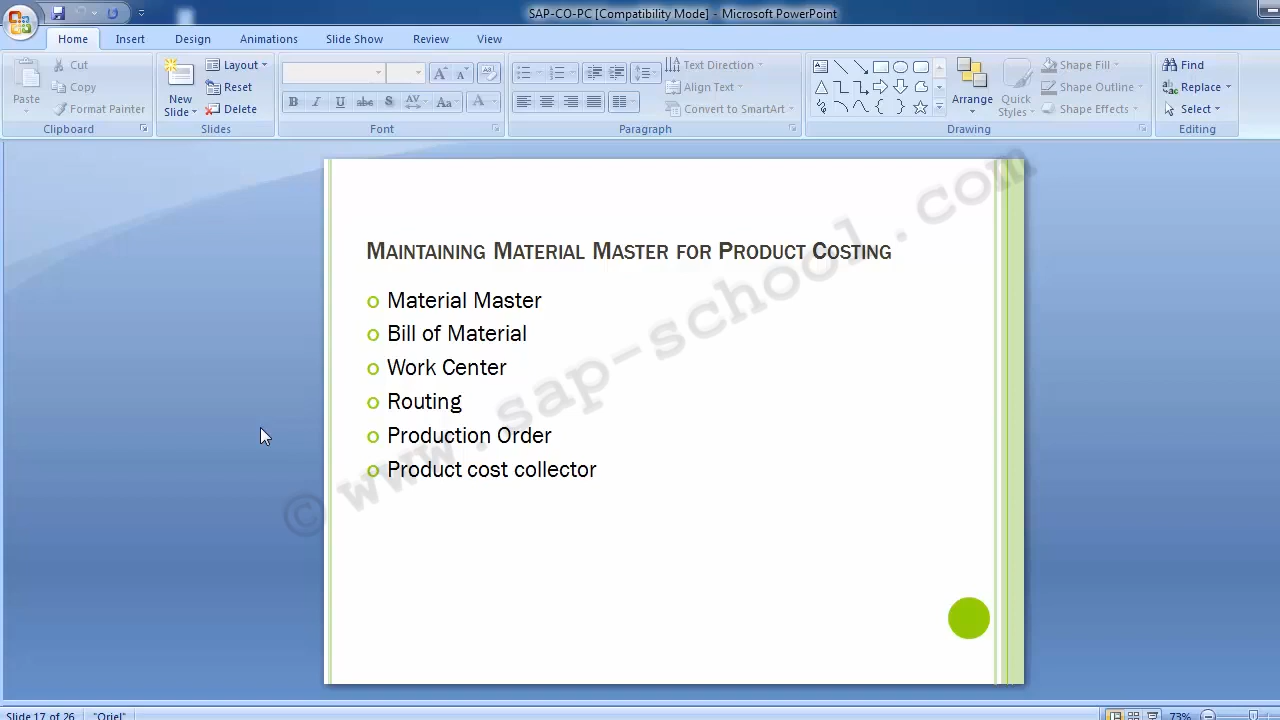 SAP-CO-PC [Compatibility Mode] - Microsoft PowerPoint
Home Insert Design Animations Slide Show Review View
Paste
Cut
Copy
Format Painter
Clipboard
New Slide
Layout
Reset
Delete
Slides
B I U abc S AV Aa A
Font
Text Direction
Align Text
Convert to SmartArt
Paragraph
Arrange
Quick Styles
Shape Fill
Shape Outline
Shape Effects
Drawing
Find
Replace
Select
Editing
MAINTAINING MATERIAL MASTER FOR PRODUCT COSTING
Material Master
Bill of Material
Work Center
Routing
Production Order
Product cost collector
© www.sap-school.com
Slide 17 of 26 "Oriel" 73%